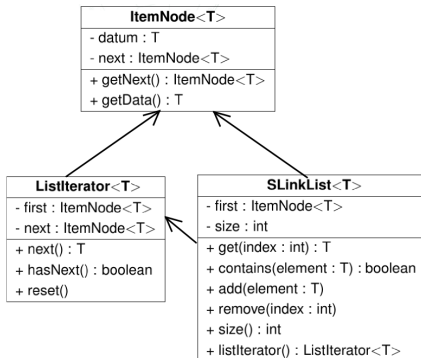 ItemNode<T>
- datum : T
- next : ItemNode<T>
+ getNext() : ItemNode<T>
+ getData() : T
ListIterator<T>
- first : ItemNode<T>
- next : ItemNode<T>
+ next() : T
+ hasNext() : boolean
+ reset()
SLinkList<T>
- first : ItemNode<T>
- size : int
+ get(index : int) : T
+ contains(element : T) : boolean
+ add(element : T)
+ remove(index : int)
+ size() : int
+ listIterator() : ListIterator<T>